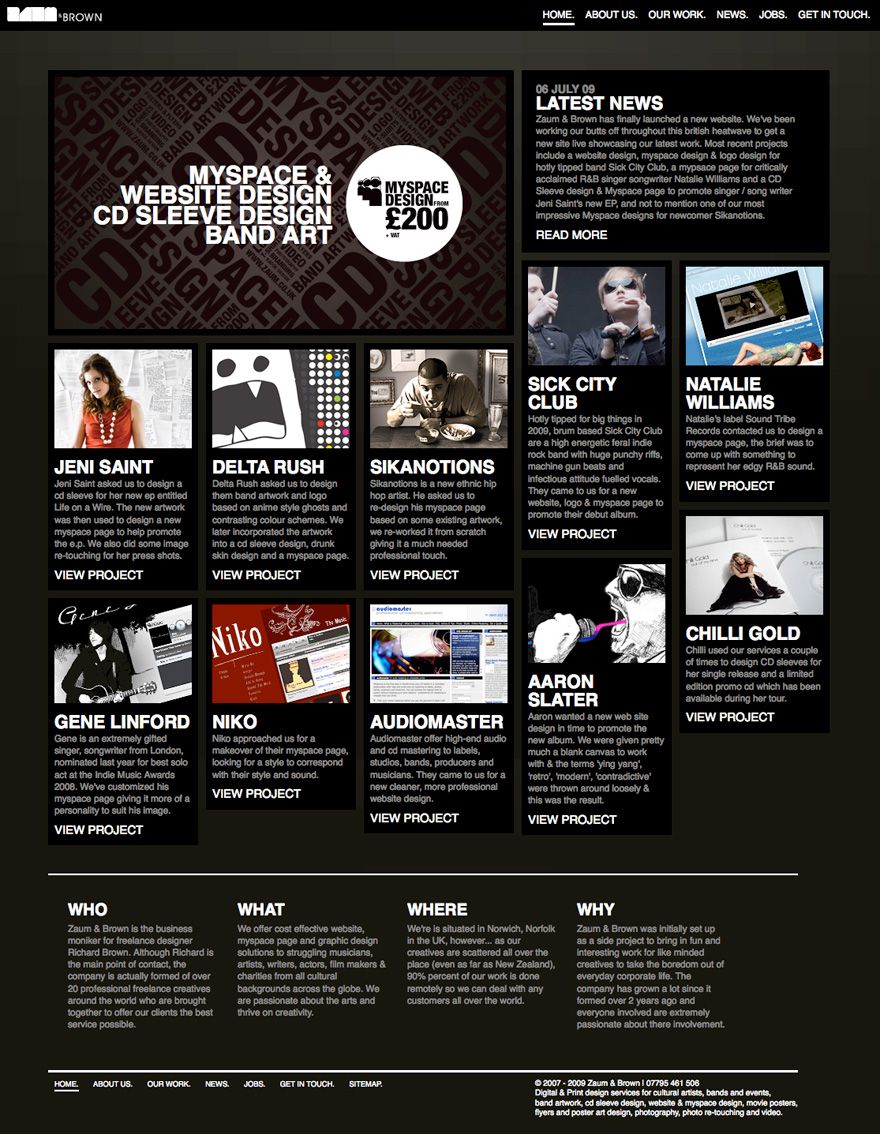 ZAUM & BROWN
HOME.
ABOUT US.
OUR WORK.
NEWS.
JOBS.
GET IN TOUCH.
MYSPACE &
WEBSITE DESIGN
CD SLEEVE DESIGN
BAND ART
MYSPACE
DESIGN FROM
£200
+ VAT
06 JULY 09
LATEST NEWS
Zaum & Brown has finally launched a new website. We've been
working our butts off throughout this british heatwave to get a
new site live showcasing our latest work. Most recent projects
include a website design, myspace design & logo design for
hotly tipped band Sick City Club, a mypsace page for critically
acclaimed R&B singer songwriter Natalie Williams and a CD
Sleeve design & Myspace page to promote singer / song writer
Jeni Saint's new EP, and not to mention one of our most
impressive Myspace designs for newcomer Sikanotions.
READ MORE
JENI SAINT
Jeni Saint asked us to design a
cd sleeve for her new ep entitled
Life on a Wire. The new artwork
was then used to design a new
myspace page to help promote
the e.p. We also did some image
re-touching for her press shots.
VIEW PROJECT
DELTA RUSH
Delta Rush asked us to design
them band artwork and logo
based on anime style ghosts and
contrasting colour schemes. We
later incorporated the artwork
into a cd sleeve design, drunk
skin design and a myspace page.
VIEW PROJECT
SIKANOTIONS
Sikanotions is a new ethnic hip
hop artist. He asked us to
re-design his myspace page
based on some existing artwork,
we re-worked it from scratch
giving it a much needed
professional touch.
VIEW PROJECT
SICK CITY
CLUB
Hotly tipped for big things in
2009, brum based Sick City Club
are a high energetic feral indie
rock band with huge punchy riffs,
machine gun beats and
infectious attitude fuelled vocals.
They came to us for a new
website, logo & myspace page to
promote their debut album.
VIEW PROJECT
Natalie Williams
NATALIE
WILLIAMS
Natalie's label Sound Tribe
Records contacted us to design a
myspace page, the brief was to
come up with something to
represent her edgy R&B sound.
VIEW PROJECT
Gene
GENE LINFORD
Gene is an extremely gifted
singer, songwriter from London,
nominated last year for best solo
act at the Indie Music Awards
2008. We've customized his
myspace page giving it more of a
personality to suit his image.
VIEW PROJECT
Niko
The Music
NIKO
Niko approached us for a
makeover of their myspace page,
looking for a style to correspond
with their style and sound.
VIEW PROJECT
audiomaster
AUDIOMASTER
Audiomaster offer high-end audio
and cd mastering to labels,
studios, bands, producers and
musicians. They came to us for a
new cleaner, more professional
website design.
VIEW PROJECT
AARON
SLATER
Aaron wanted a new web site
design in time to promote the
new album. We were given pretty
much a blank canvas to work
with & the terms 'ying yang',
'retro', 'modern', 'contradictive'
were thrown around loosely &
this was the result.
VIEW PROJECT
Chilli Gold
CHILLI GOLD
Chilli used our services a couple
of times to design CD sleeves for
her single release and a limited
edition promo cd which has been
available during her tour.
VIEW PROJECT
WHO
Zaum & Brown is the business
moniker for freelance designer
Richard Brown. Although Richard is
the main point of contact, the
company is actually formed of over
20 professional freelance creatives
around the world who are brought
together to offer our clients the best
service possible.
WHAT
We offer cost effective website,
myspace page and graphic design
solutions to struggling musicians,
artists, writers, actors, film makers &
charities from all cultural
backgrounds across the globe. We
are passionate about the arts and
thrive on creativity.
WHERE
We're is situated in Norwich, Norfolk
in the UK, however... as our
creatives are scattered all over the
place (even as far as New Zealand),
90% percent of our work is done
remotely so we can deal with any
customers all over the world.
WHY
Zaum & Brown was initially set up
as a side project to bring in fun and
interesting work for like minded
creatives to take the boredom out of
everyday corporate life. The
company has grown a lot since it
formed over 2 years ago and
everyone involved are extremely
passionate about there involvement.
HOME.
ABOUT US.
OUR WORK.
NEWS.
JOBS.
GET IN TOUCH.
SITEMAP.
© 2007 - 2009 Zaum & Brown | 07795 461 506
Digital & Print design services for cultural artists, bands and events,
band artwork, cd sleeve design, website & myspace design, movie posters,
flyers and poster art design, photography, photo re-touching and video.